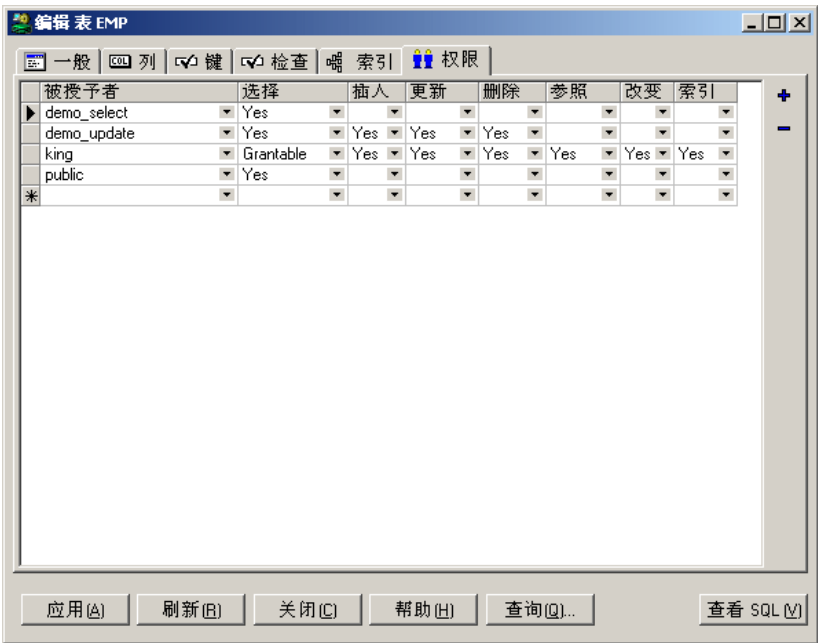 编辑 表 EMP
一般 COL 列 键 检查 索引 权限
被授予者 选择 插入 更新 删除 参照 改变 索引
demo_select Yes
demo_update Yes Yes Yes Yes
king Grantable Yes Yes Yes Yes Yes Yes
public Yes
应用(A) 刷新(R) 关闭(C) 帮助(H) 查询(Q)... 查看 SQL (V)